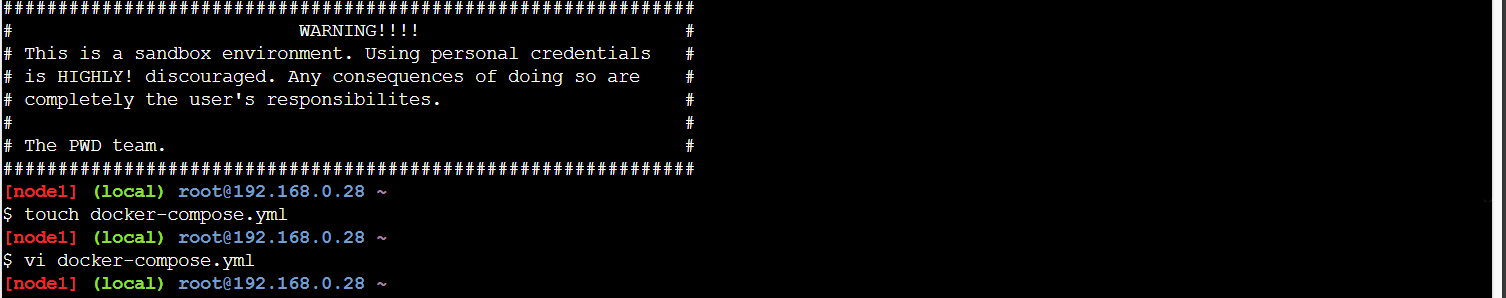 ###############################################################
# WARNING!!!! #
# This is a sandbox environment. Using personal credentials #
# is HIGHLY! discouraged. Any consequences of doing so are #
# completely the user's responsibilites. #
# #
# The PWD team. #
###############################################################
[node1] (local) root@192.168.0.28 ~
$ touch docker-compose.yml
[node1] (local) root@192.168.0.28 ~
$ vi docker-compose.yml
[node1] (local) root@192.168.0.28 ~